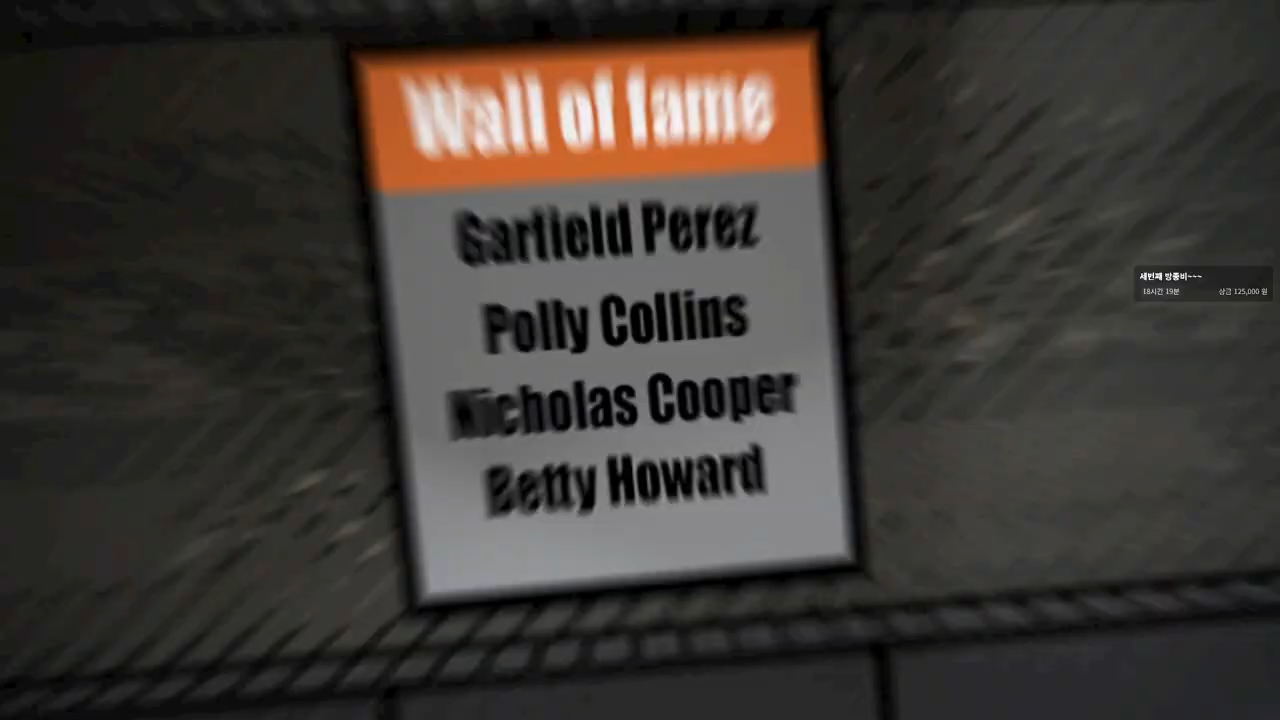 Wall of fame
Garfield Perez
Polly Collins
Nicholas Cooper
Betty Howard
세번째 방종비~~~
18시간 19분 상금 125,000 원